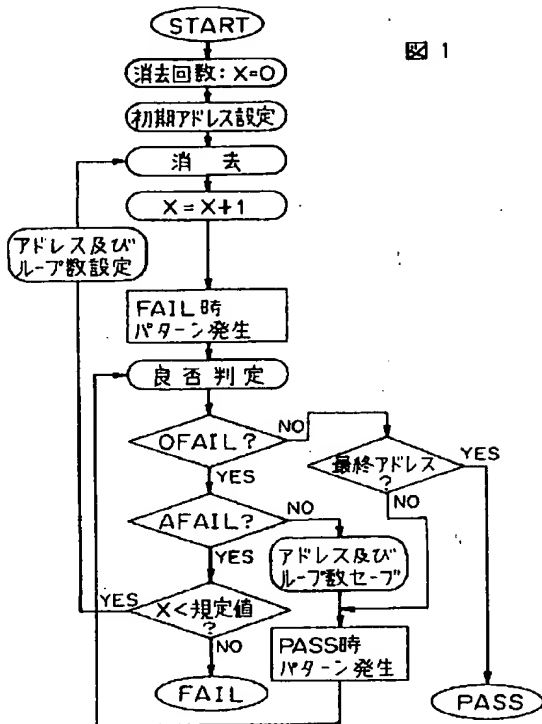 START
図 1
消去回数:X=0
初期アドレス設定
消 去
X=X+1
アドレス及び
ループ数設定
FAIL時
パターン発生
良否判定
OFAIL?
NO
YES
最終アドレス
?
YES
NO
AFAIL?
NO
YES
アドレス及び
ループ数セーブ
YES
X<規定値
?
NO
PASS時
パターン発生
FAIL
PASS